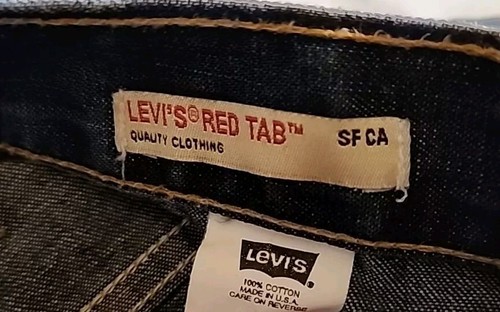 LEVI'S® RED TAB™
QUALITY CLOTHING
SF CA
LEVI'S®
100% COTTON
MADE IN U.S.A.
CARE ON REVERSE